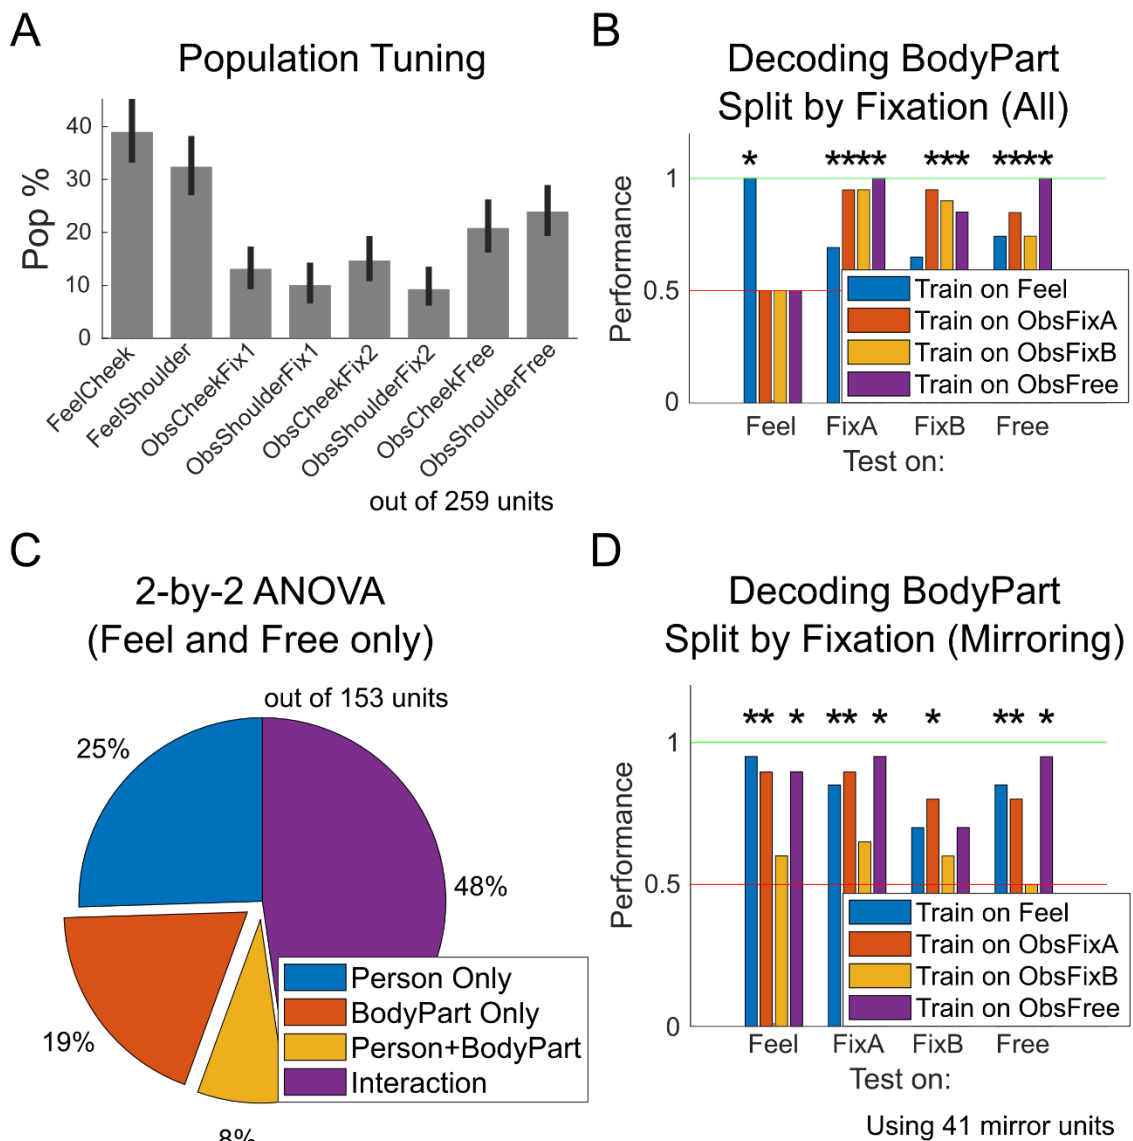 A
Population Tuning
Pop %
40
30
20
10
0
FeelCheek
FeelShoulder
ObsCheekFix1
ObsShoulderFix1
ObsCheekFix2
ObsShoulderFix2
ObsCheekFree
ObsShoulderFree
out of 259 units
B
Decoding BodyPart
Split by Fixation (All)
Performance
* **** *** ****
1
0.5
0
Train on Feel
Train on ObsFixA
Train on ObsFixB
Train on ObsFree
Feel FixA FixB Free
Test on:
C
2-by-2 ANOVA
(Feel and Free only)
out of 153 units
25%
48%
19%
8%
Person Only
BodyPart Only
Person+BodyPart
Interaction
D
Decoding BodyPart
Split by Fixation (Mirroring)
Performance
** * ** * * ** *
1
0.5
0
Train on Feel
Train on ObsFixA
Train on ObsFixB
Train on ObsFree
Feel FixA FixB Free
Test on:
Using 41 mirror units